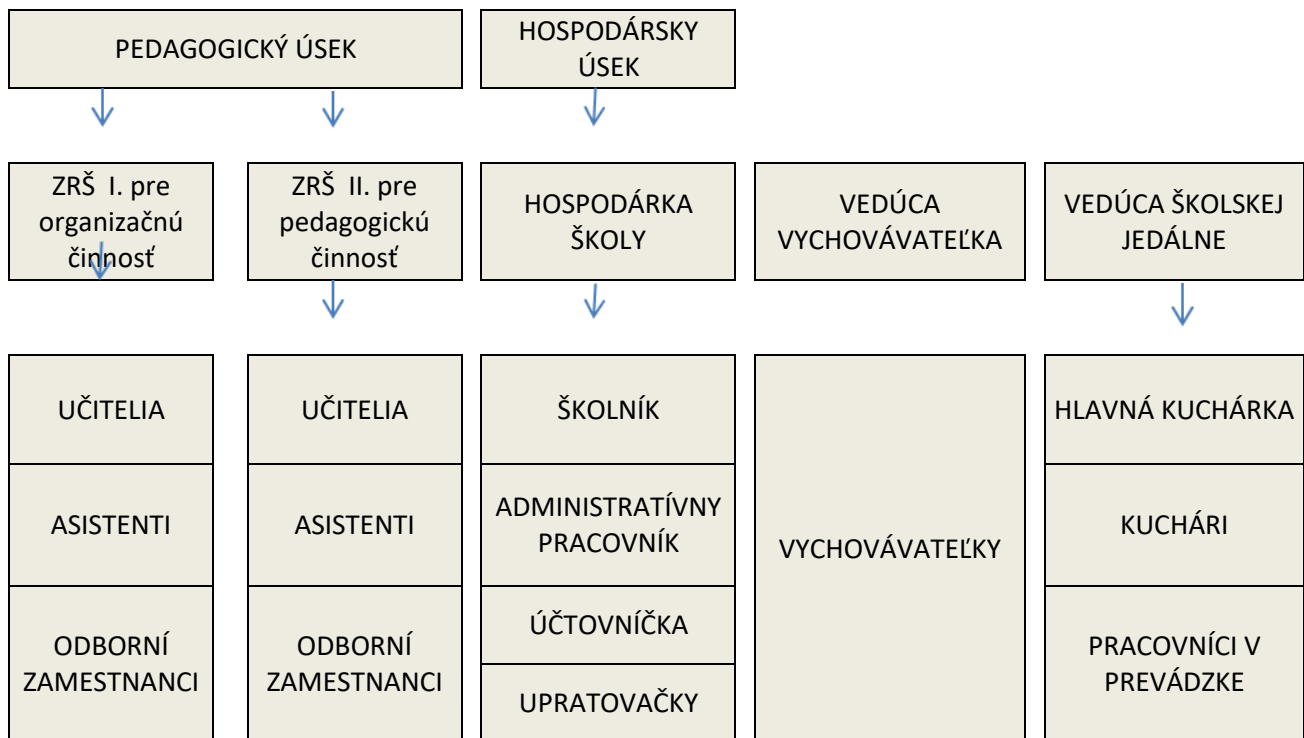 PEDAGOGICKÝ ÚSEK
HOSPODÁRSKY
ÚSEK
ZRŠ I. pre
organizačnú
činnosť
ZRŠ II. pre
pedagogickú
činnosť
HOSPODÁRKA
ŠKOLY
VEDÚCA
VYCHOVÁVATEĽKA
VEDÚCA ŠKOLSKEJ
JEDÁLNE
UČITELIA
ASISTENTI
ODBORNÍ
ZAMESTNANCI
UČITELIA
ASISTENTI
ODBORNÍ
ZAMESTNANCI
ŠKOLNÍK
ADMINISTRATÍVNY
PRACOVNÍK
ÚČTOVNÍČKA
UPRATOVAČKY
VYCHOVÁVATEĽKY
HLAVNÁ KUCHÁRKA
KUCHÁRI
PRACOVNÍCI V
PREVÁDZKE